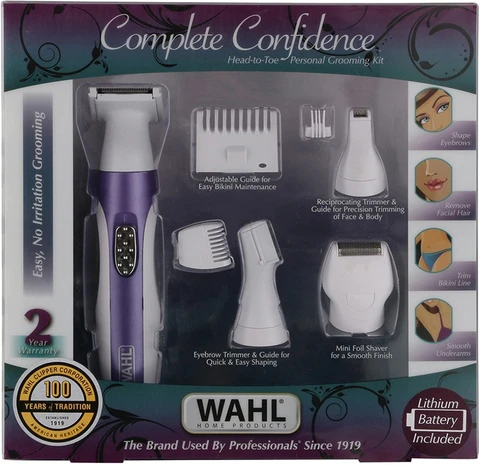 Complete Confidence
Head-to-Toe Personal Grooming Kit
Easy, No Irritation Grooming
Adjustable Guide for
Easy Bikini Maintenance
Reciprocating Trimmer &
Guide for Precision Trimming
of Face & Body
Shape
Eyebrows
Remove
Facial Hair
Trim
Bikini Line
Smooth
Underarms
Eyebrow Trimmer & Guide for
Quick & Easy Shaping
Mini Foil Shaver
for a Smooth Finish
WAHL
2
Year
Warranty
WAHL CLIPPER CORPORATION
100
YEARS of TRADITION
ESTABLISHED
1919
AMERICAN HERITAGE
WAHL
HOME PRODUCTS
Lithium
Battery
Included
The Brand Used By Professionals® Since 1919